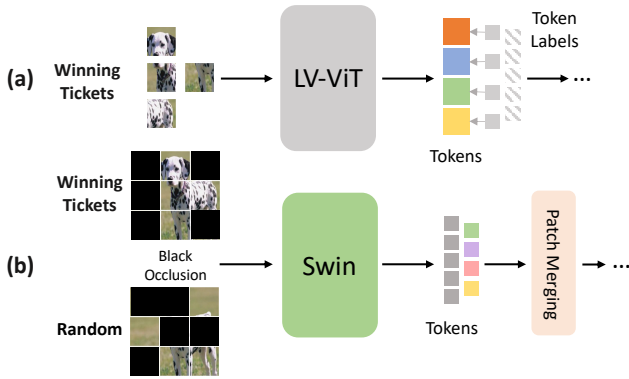 (a)
Winning
Tickets
LV-ViT
Token
Labels
...
Tokens
Winning
Tickets
(b)
Black
Occlusion
Swin
Patch Merging
...
Random
Tokens